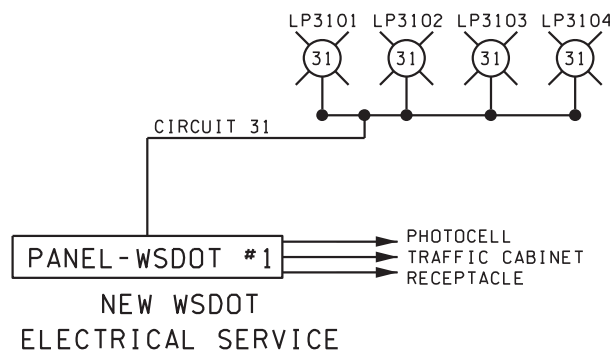 LP3101 LP3102 LP3103 LP3104
31 31 31 31
CIRCUIT 31
PHOTOCELL
PANEL-WSDOT #1
TRAFFIC CABINET
RECEPTACLE
NEW WSDOT
ELECTRICAL SERVICE